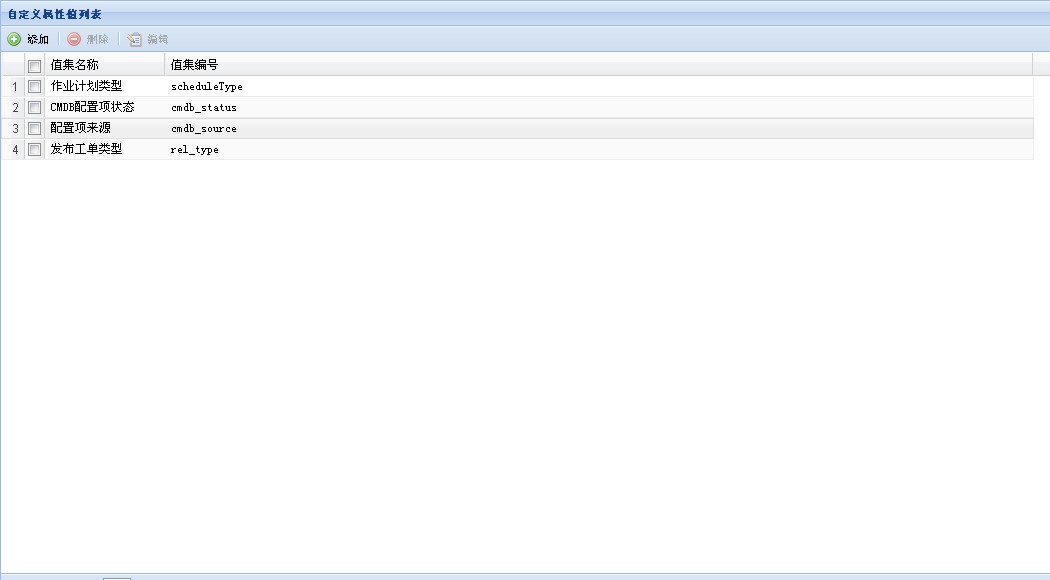 自定义属性值列表
添加 删除 编辑
值集名称 值集编号
1 作业计划类型 scheduleType
2 CMDB配置项状态 cmdb_status
3 配置项来源 cmdb_source
4 发布工单类型 rel_type